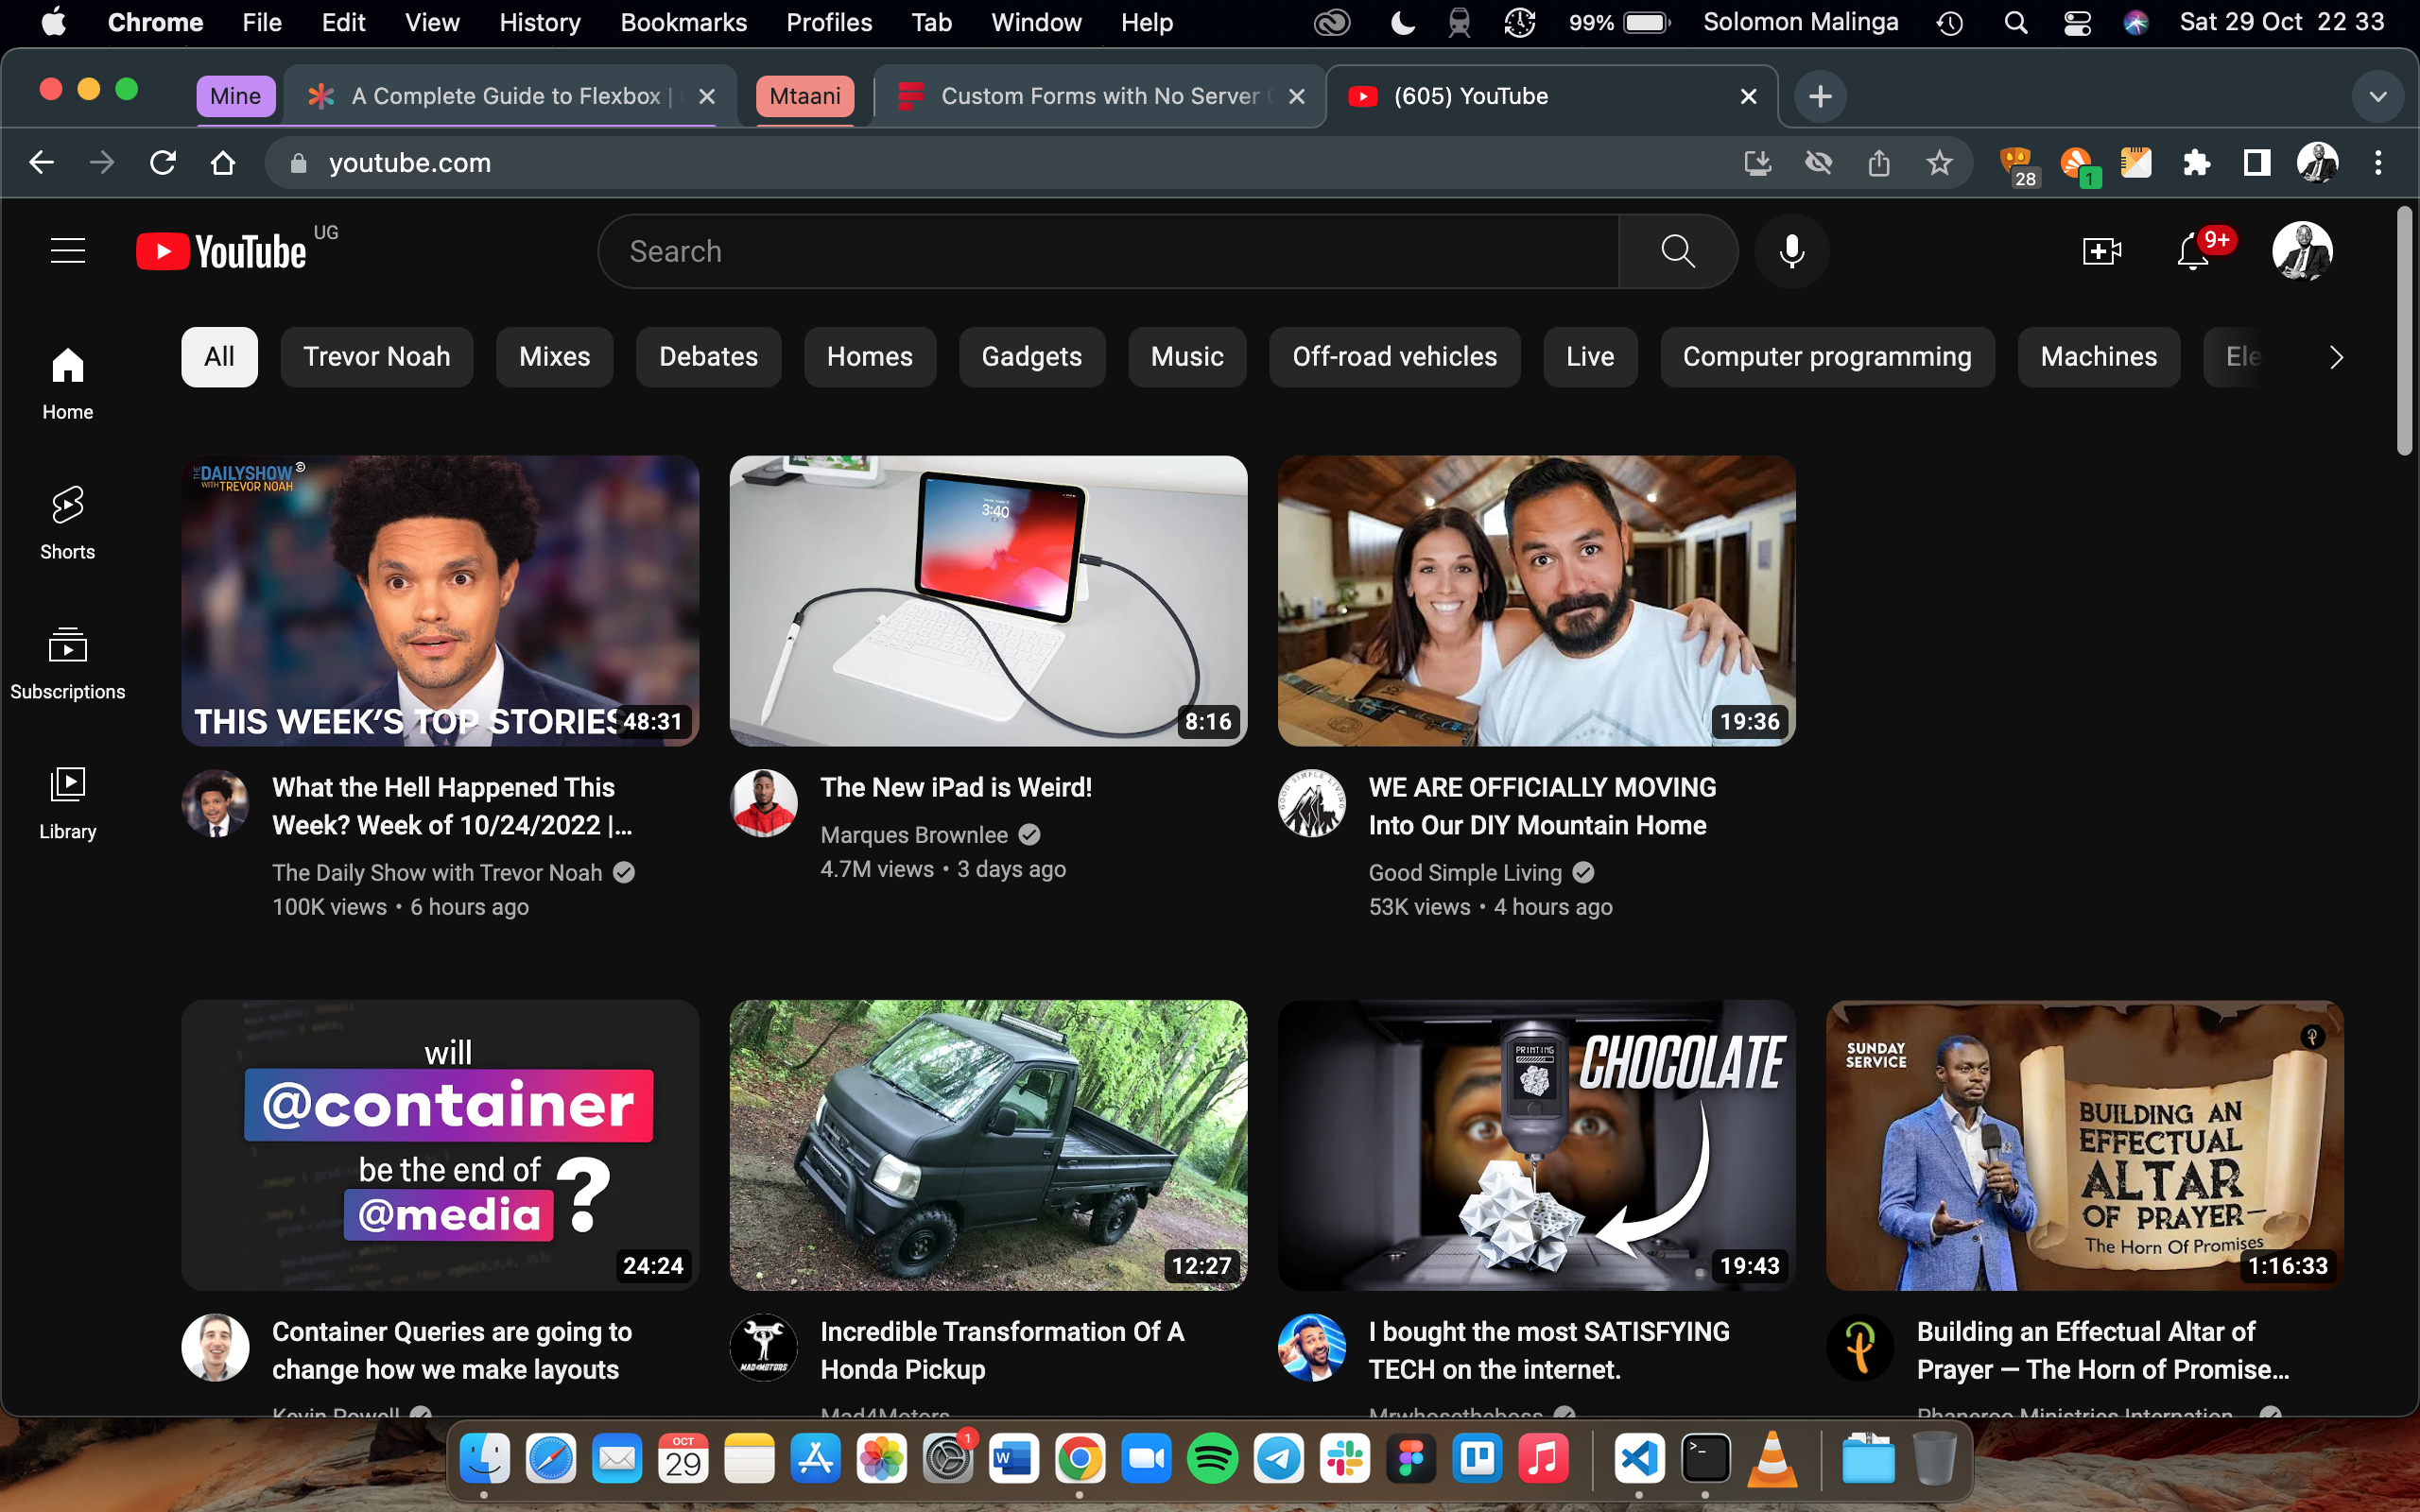 Chrome File Edit View History Bookmarks Profiles Tab Window Help 99% Solomon Malinga Sat 29 Oct 22 33
Mine A Complete Guide to Flexbox | Mtaani Custom Forms with No Server (605) YouTube
youtube.com 28 1
YouTube UG Search 9+
All Trevor Noah Mixes Debates Homes Gadgets Music Off-road vehicles Live Computer programming Machines Ele
Home
Shorts
Subscriptions
Library
THE DAILYSHOW
WITH TREVOR NOAH
THIS WEEK'S TOP STORIES 48:31
3:40
8:16
19:36
What the Hell Happened This
Week? Week of 10/24/2022 |...
The Daily Show with Trevor Noah
100K views • 6 hours ago
The New iPad is Weird!
Marques Brownlee
4.7M views • 3 days ago
GOOD SIMPLE LIVING
WE ARE OFFICIALLY MOVING
Into Our DIY Mountain Home
Good Simple Living
53K views • 4 hours ago
will
@container
be the end of
@media ?
24:24
12:27
PRINTING
CHOCOLATE
19:43
SUNDAY
SERVICE
BUILDING AN
EFFECTUAL
ALTAR
OF PRAYER—
The Horn Of Promises
1:16:33
Container Queries are going to
change how we make layouts
Kevin Powell
MAD4MOTORS
Incredible Transformation Of A
Honda Pickup
Mad4Motors
I bought the most SATISFYING
TECH on the internet.
Mrwhosetheboss
Building an Effectual Altar of
Prayer — The Horn of Promise...
Phaneroo Ministries Internation...
OCT
29
1
W
>_